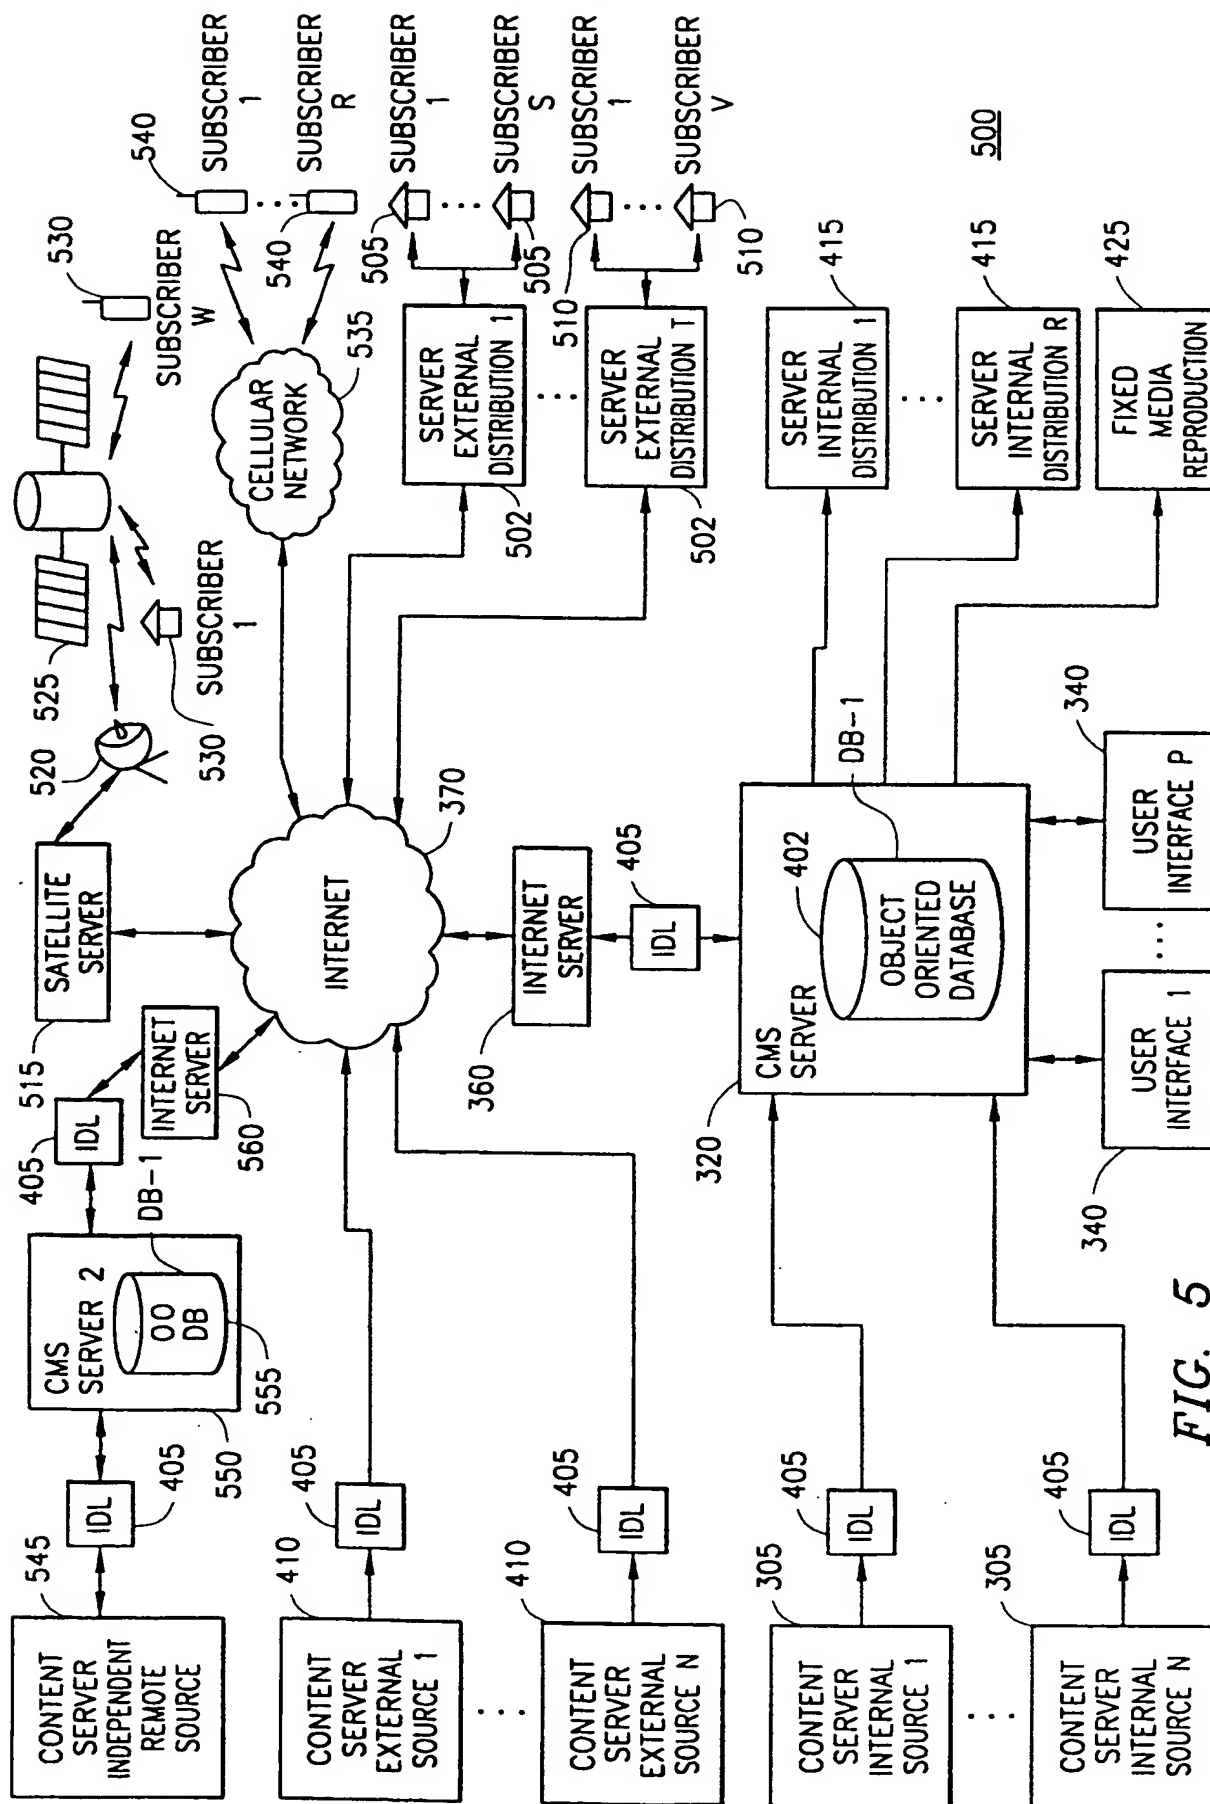 545
CONTENT
SERVER
INDEPENDENT
REMOTE
SOURCE
IDL
405
550
CMS
SERVER 2
OO
DB
555
DB-1
405
IDL
515
INTERNET
SERVER
560
SATELLITE
SERVER
520
525
530
SUBSCRIBER
1
530
SUBSCRIBER
W
540
SUBSCRIBER
1
540
SUBSCRIBER
R
CELLULAR
NETWORK
535
505
SUBSCRIBER
1
505
SUBSCRIBER
S
510
SUBSCRIBER
1
510
SUBSCRIBER
V
SERVER
EXTERNAL
DISTRIBUTION 1
502
SERVER
EXTERNAL
DISTRIBUTION T
502
INTERNET
370
410
CONTENT
SERVER
EXTERNAL
SOURCE 1
405
IDL
410
CONTENT
SERVER
EXTERNAL
SOURCE N
405
IDL
360
INTERNET
SERVER
405
IDL
320
CMS
SERVER
402
OBJECT
ORIENTED
DATABASE
DB-1
SERVER
INTERNAL
DISTRIBUTION 1
415
SERVER
INTERNAL
DISTRIBUTION R
415
FIXED
MEDIA
REPRODUCTION
425
305
CONTENT
SERVER
INTERNAL
SOURCE 1
405
IDL
305
CONTENT
SERVER
INTERNAL
SOURCE N
405
IDL
340
USER
INTERFACE 1
340
USER
INTERFACE P
500
FIG. 5